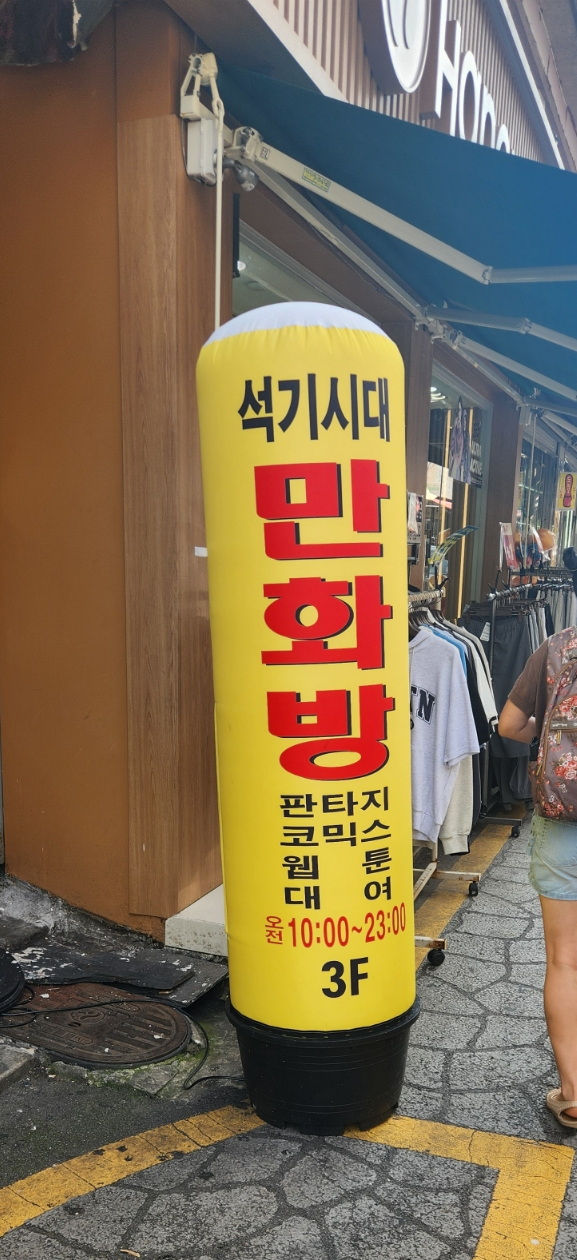 Hana
석기시대
만
화
방
판타지
코믹스
웹 툰
대 여
오전 10:00~23:00
3F